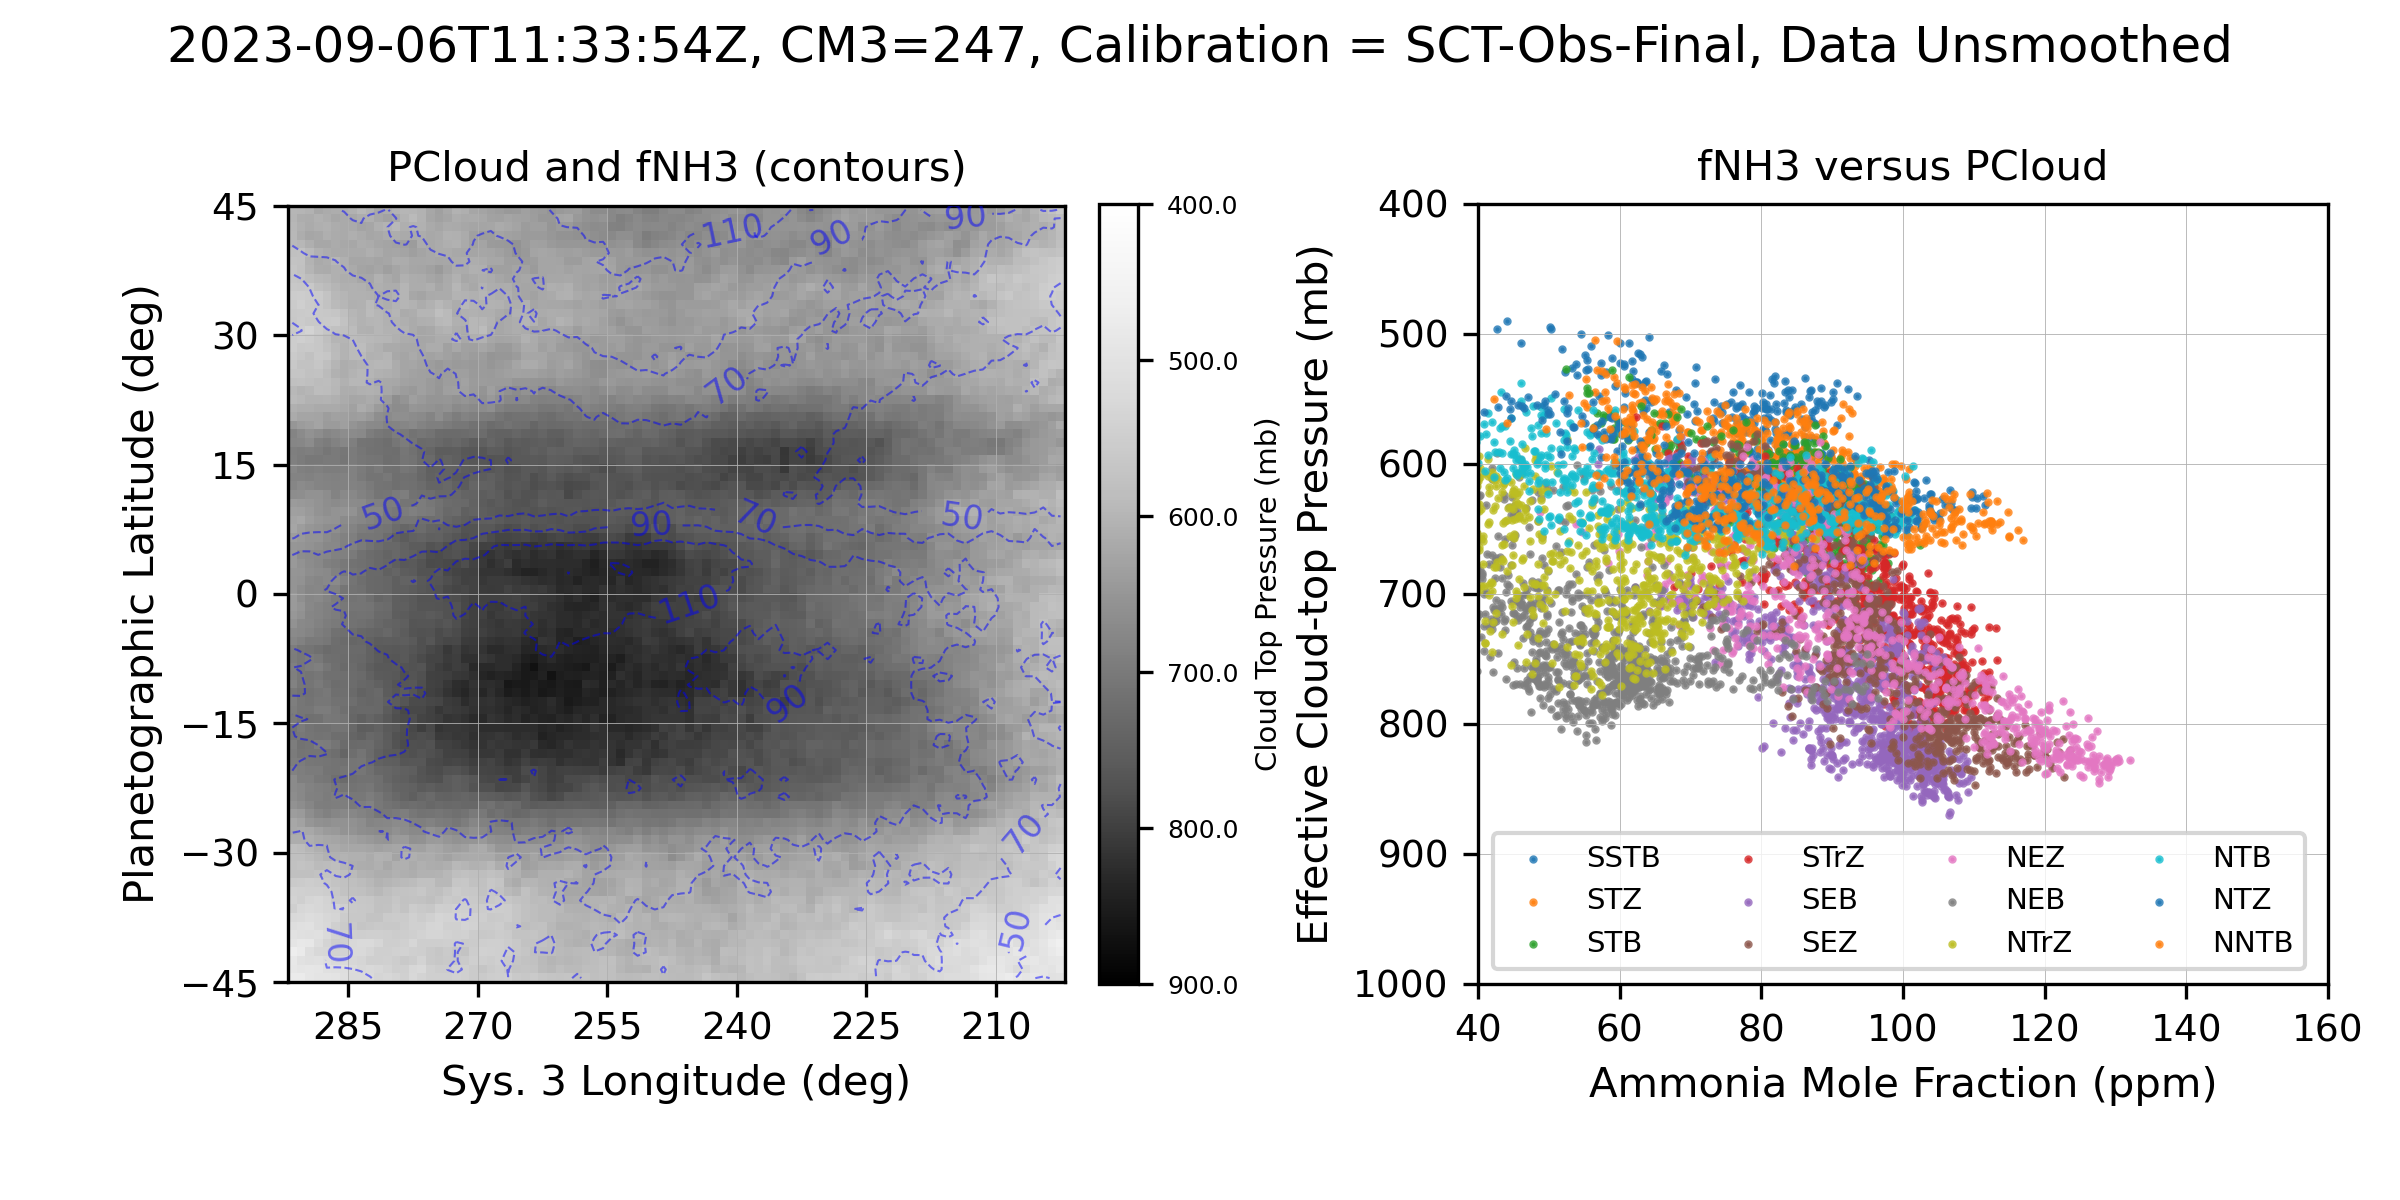 2023-09-06T11:33:54Z, CM3=247, Calibration = SCT-Obs-Final, Data Unsmoothed
PCloud and fNH3 (contours)
45
30
15
0
−15
−30
−45
Planetographic Latitude (deg)
110
90
90
70
50
90
70
50
110
90
70
70
50
285
270
255
240
225
210
Sys. 3 Longitude (deg)
400.0
500.0
600.0
700.0
800.0
900.0
Cloud Top Pressure (mb)
fNH3 versus PCloud
400
500
600
700
800
900
1000
Effective Cloud-top Pressure (mb)
SSTB
STZ
STB
STrZ
SEB
SEZ
NEZ
NEB
NTrZ
NTB
NTZ
NNTB
40
60
80
100
120
140
160
Ammonia Mole Fraction (ppm)